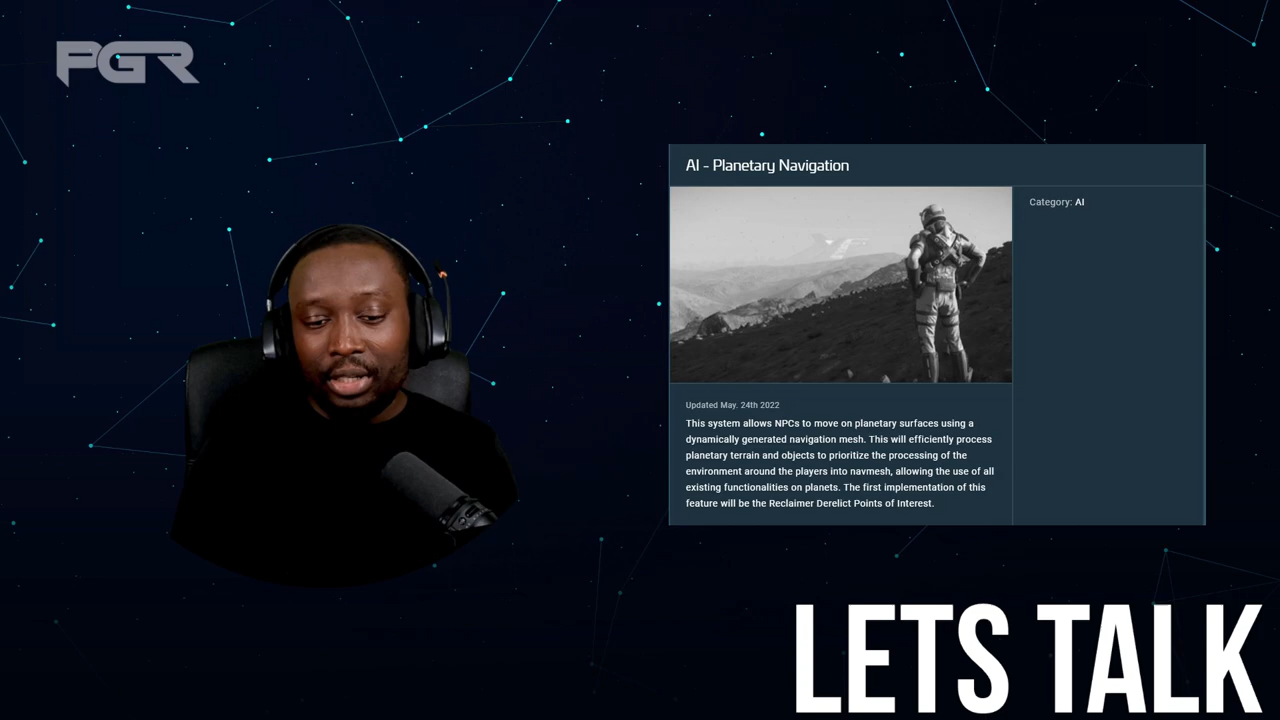 PGR
AI - Planetary Navigation
Category: AI
Updated May. 24th 2022
This system allows NPCs to move on planetary surfaces using a
dynamically generated navigation mesh. This will efficiently process
planetary terrain and objects to prioritize the processing of the
environment around the players into navmesh, allowing the use of all
existing functionalities on planets. The first implementation of this
feature will be the Reclaimer Derelict Points of Interest.
LETS TALK